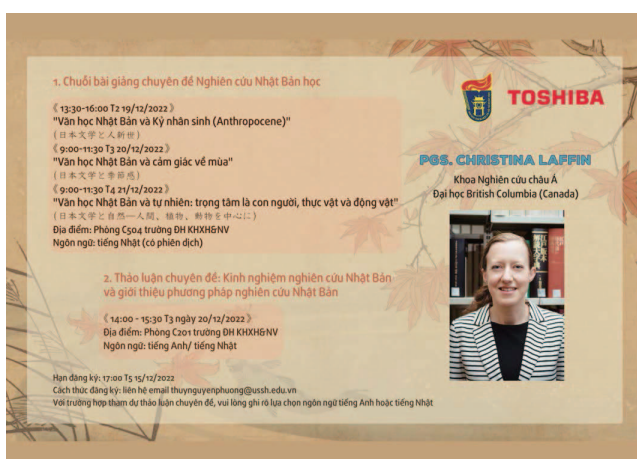 1. Chuỗi bài giảng chuyên đề Nghiên cứu Nhật Bản học
《 13:30-16:00 T2 19/12/2022 》
"Văn học Nhật Bản và Kỷ nhân sinh (Anthropocene)"
(日本文学と人新世)
《 9:00-11:30 T3 20/12/2022 》
"Văn học Nhật Bản và cảm giác về mùa"
(日本文学と季節感)
《 9:00-11:30 T4 21/12/2022 》
"Văn học Nhật Bản và tự nhiên: trọng tâm là con người, thực vật và động vật"
(日本文学と自然―人間、植物、動物を中心に)
Địa điểm: Phòng C504 trường ĐH KHXH&NV
Ngôn ngữ: tiếng Nhật (có phiên dịch)
2. Thảo luận chuyên đề: Kinh nghiệm nghiên cứu Nhật Bản
và giới thiệu phương pháp nghiên cứu Nhật Bản
《 14:00 - 15:30 T3 ngày 20/12/2022 》
Địa điểm: Phòng C201 trường ĐH KHXH&NV
Ngôn ngữ: tiếng Anh/ tiếng Nhật
Hạn đăng ký: 17:00 T5 15/12/2022
Cách thức đăng ký: liên hệ email thuynguyenphuong@ussh.edu.vn
Với trường hợp tham dự thảo luận chuyên đề, vui lòng ghi rõ lựa chọn ngôn ngữ tiếng Anh hoặc tiếng Nhật
TOSHIBA
PGS. CHRISTINA LAFFIN
Khoa Nghiên cứu châu Á
Đại học British Columbia (Canada)